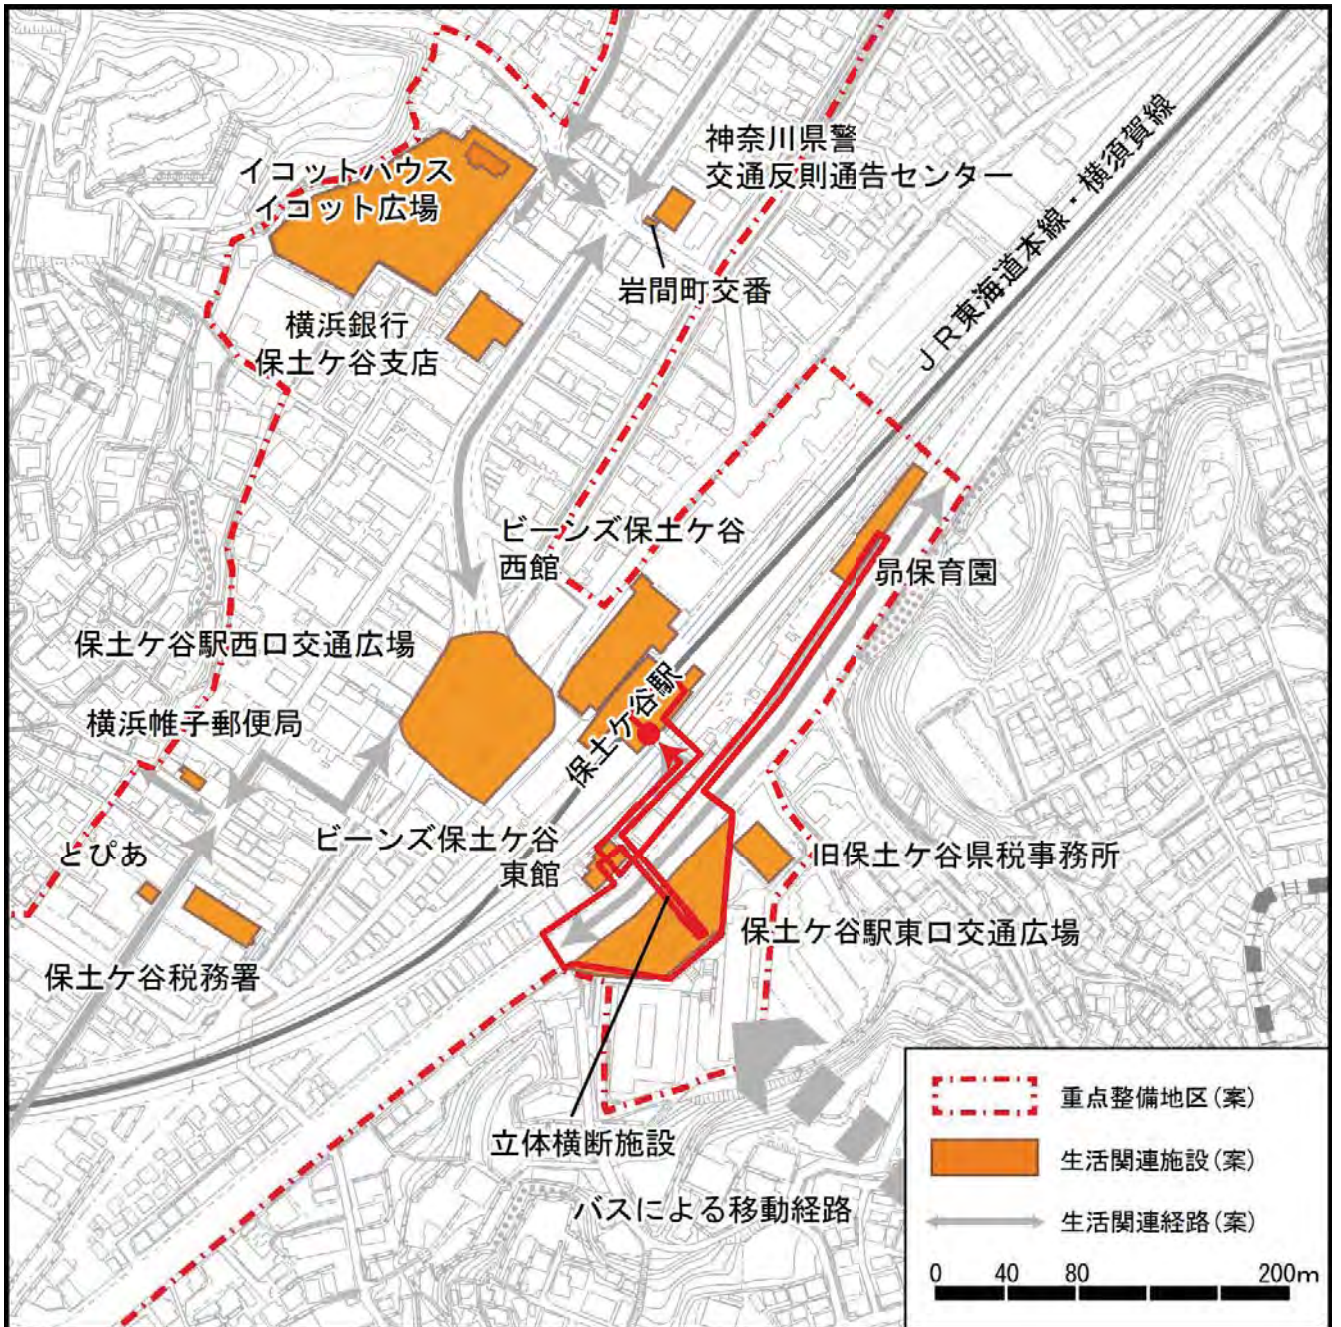 神奈川県警
交通反則通告センター
イコットハウス
イコット広場
JR東海道本線・横須賀線
岩間町交番
横浜銀行
保土ケ谷支店
ビーンズ保土ケ谷
西館
昴保育園
保土ケ谷駅西口交通広場
保土ケ谷駅
横浜帷子郵便局
ビーンズ保土ケ谷
東館
とぴあ
旧保土ケ谷県税事務所
保土ケ谷駅東口交通広場
保土ケ谷税務署
立体横断施設
バスによる移動経路
重点整備地区(案)
生活関連施設(案)
生活関連経路(案)
0 40 80 200m